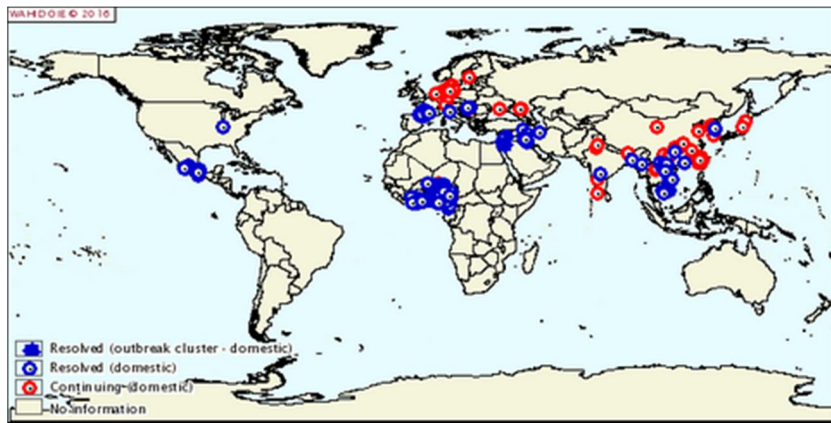 WAHID OIE © 2016
Resolved (outbreak cluster - domestic)
Resolved (domestic)
Continuing (domestic)
No information